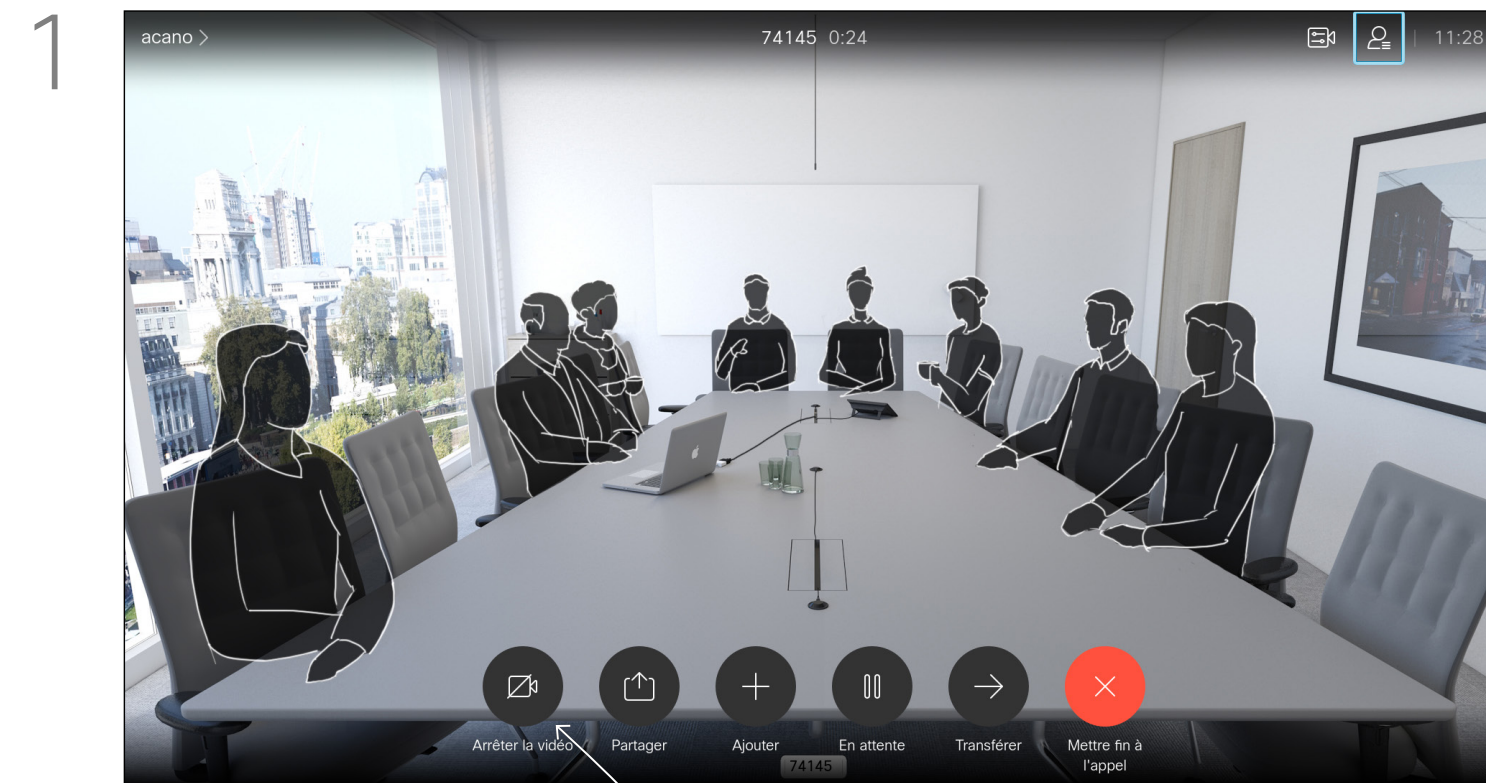 1
acano >
74145 0:24
11:28
Arrêter la vidéo
Partager
Ajouter
En attente
Transférer
Mettre fin à
l'appel
74145